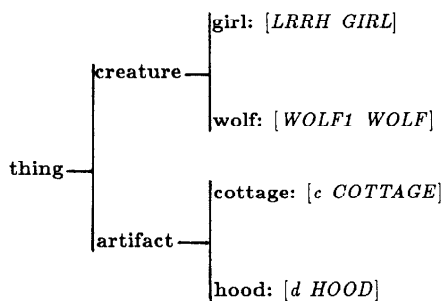 girl: [LRRH GIRL]
creature
wolf: [WOLF1 WOLF]
thing
cottage: [c COTTAGE]
artifact
hood: [d HOOD]